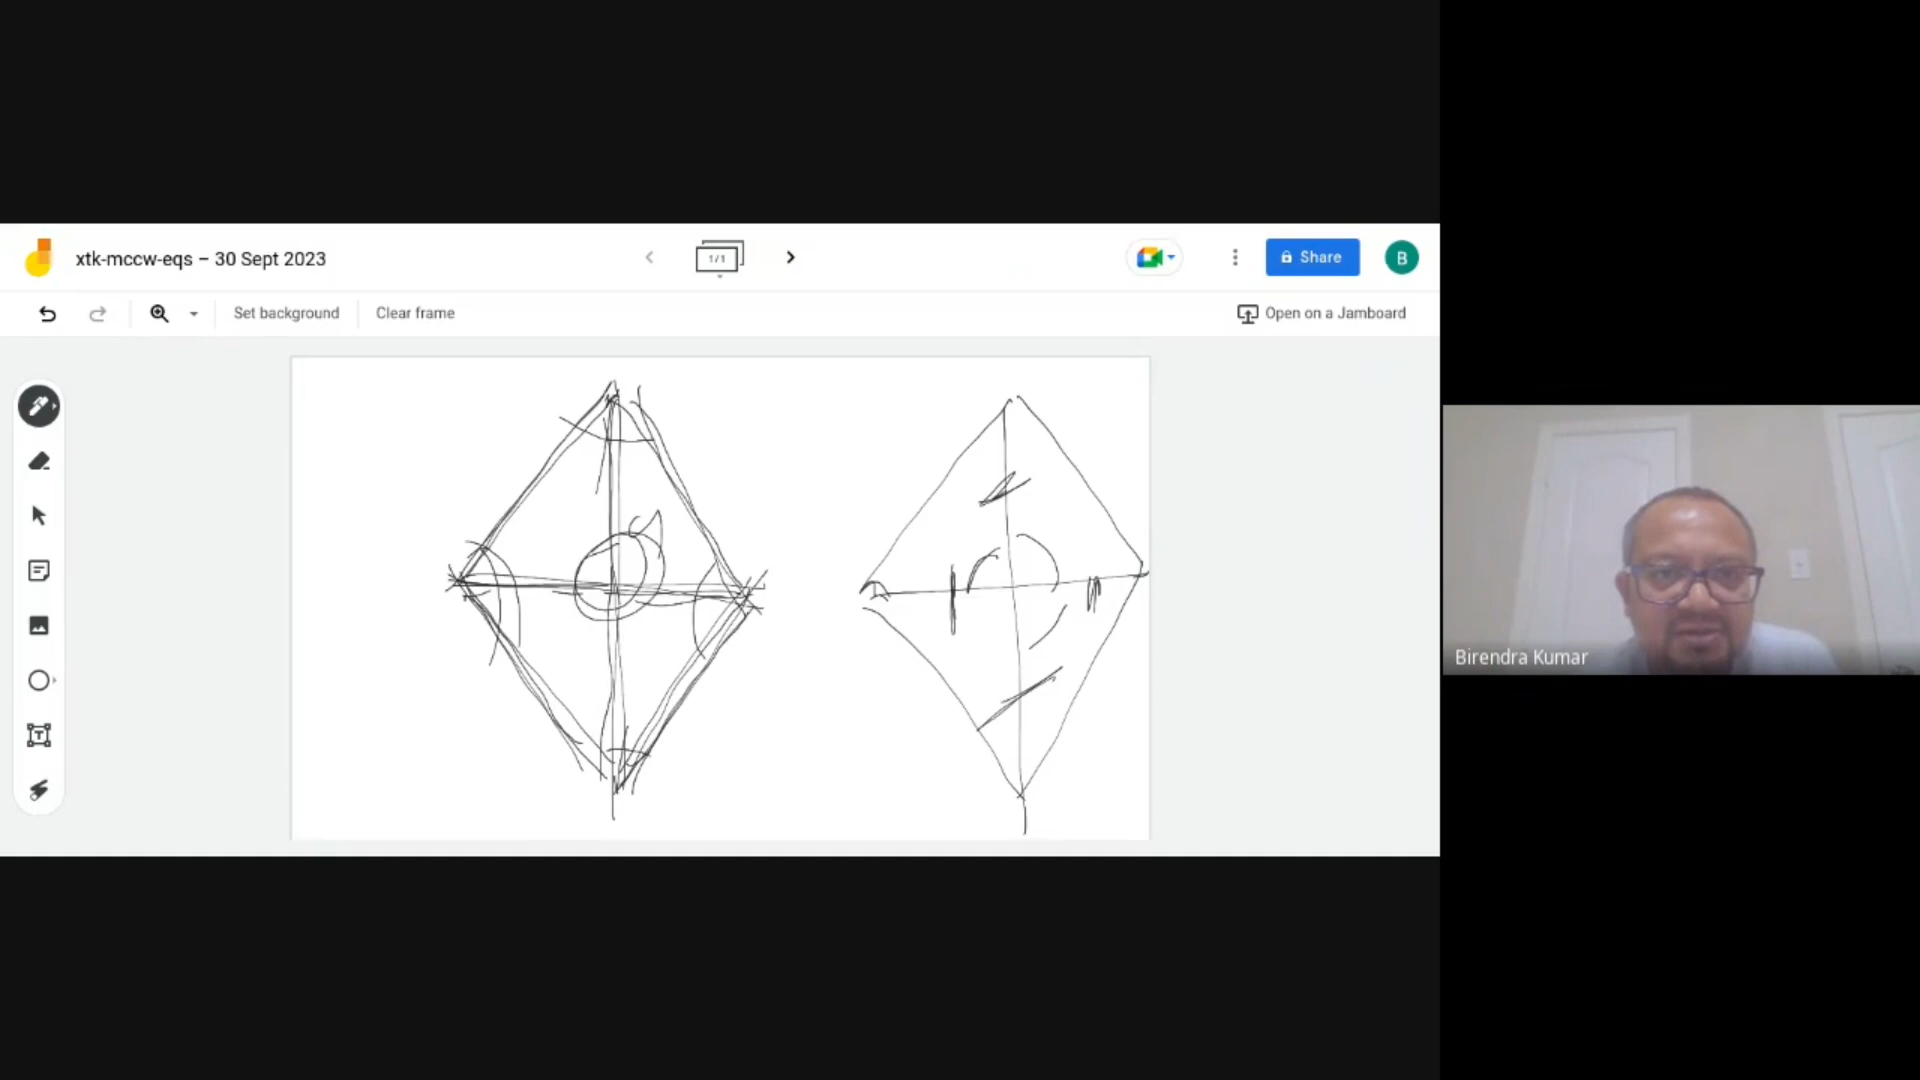 xtk-mccw-eqs – 30 Sept 2023
1/1
Share
B
Set background
Clear frame
Open on a Jamboard
T
Birendra Kumar